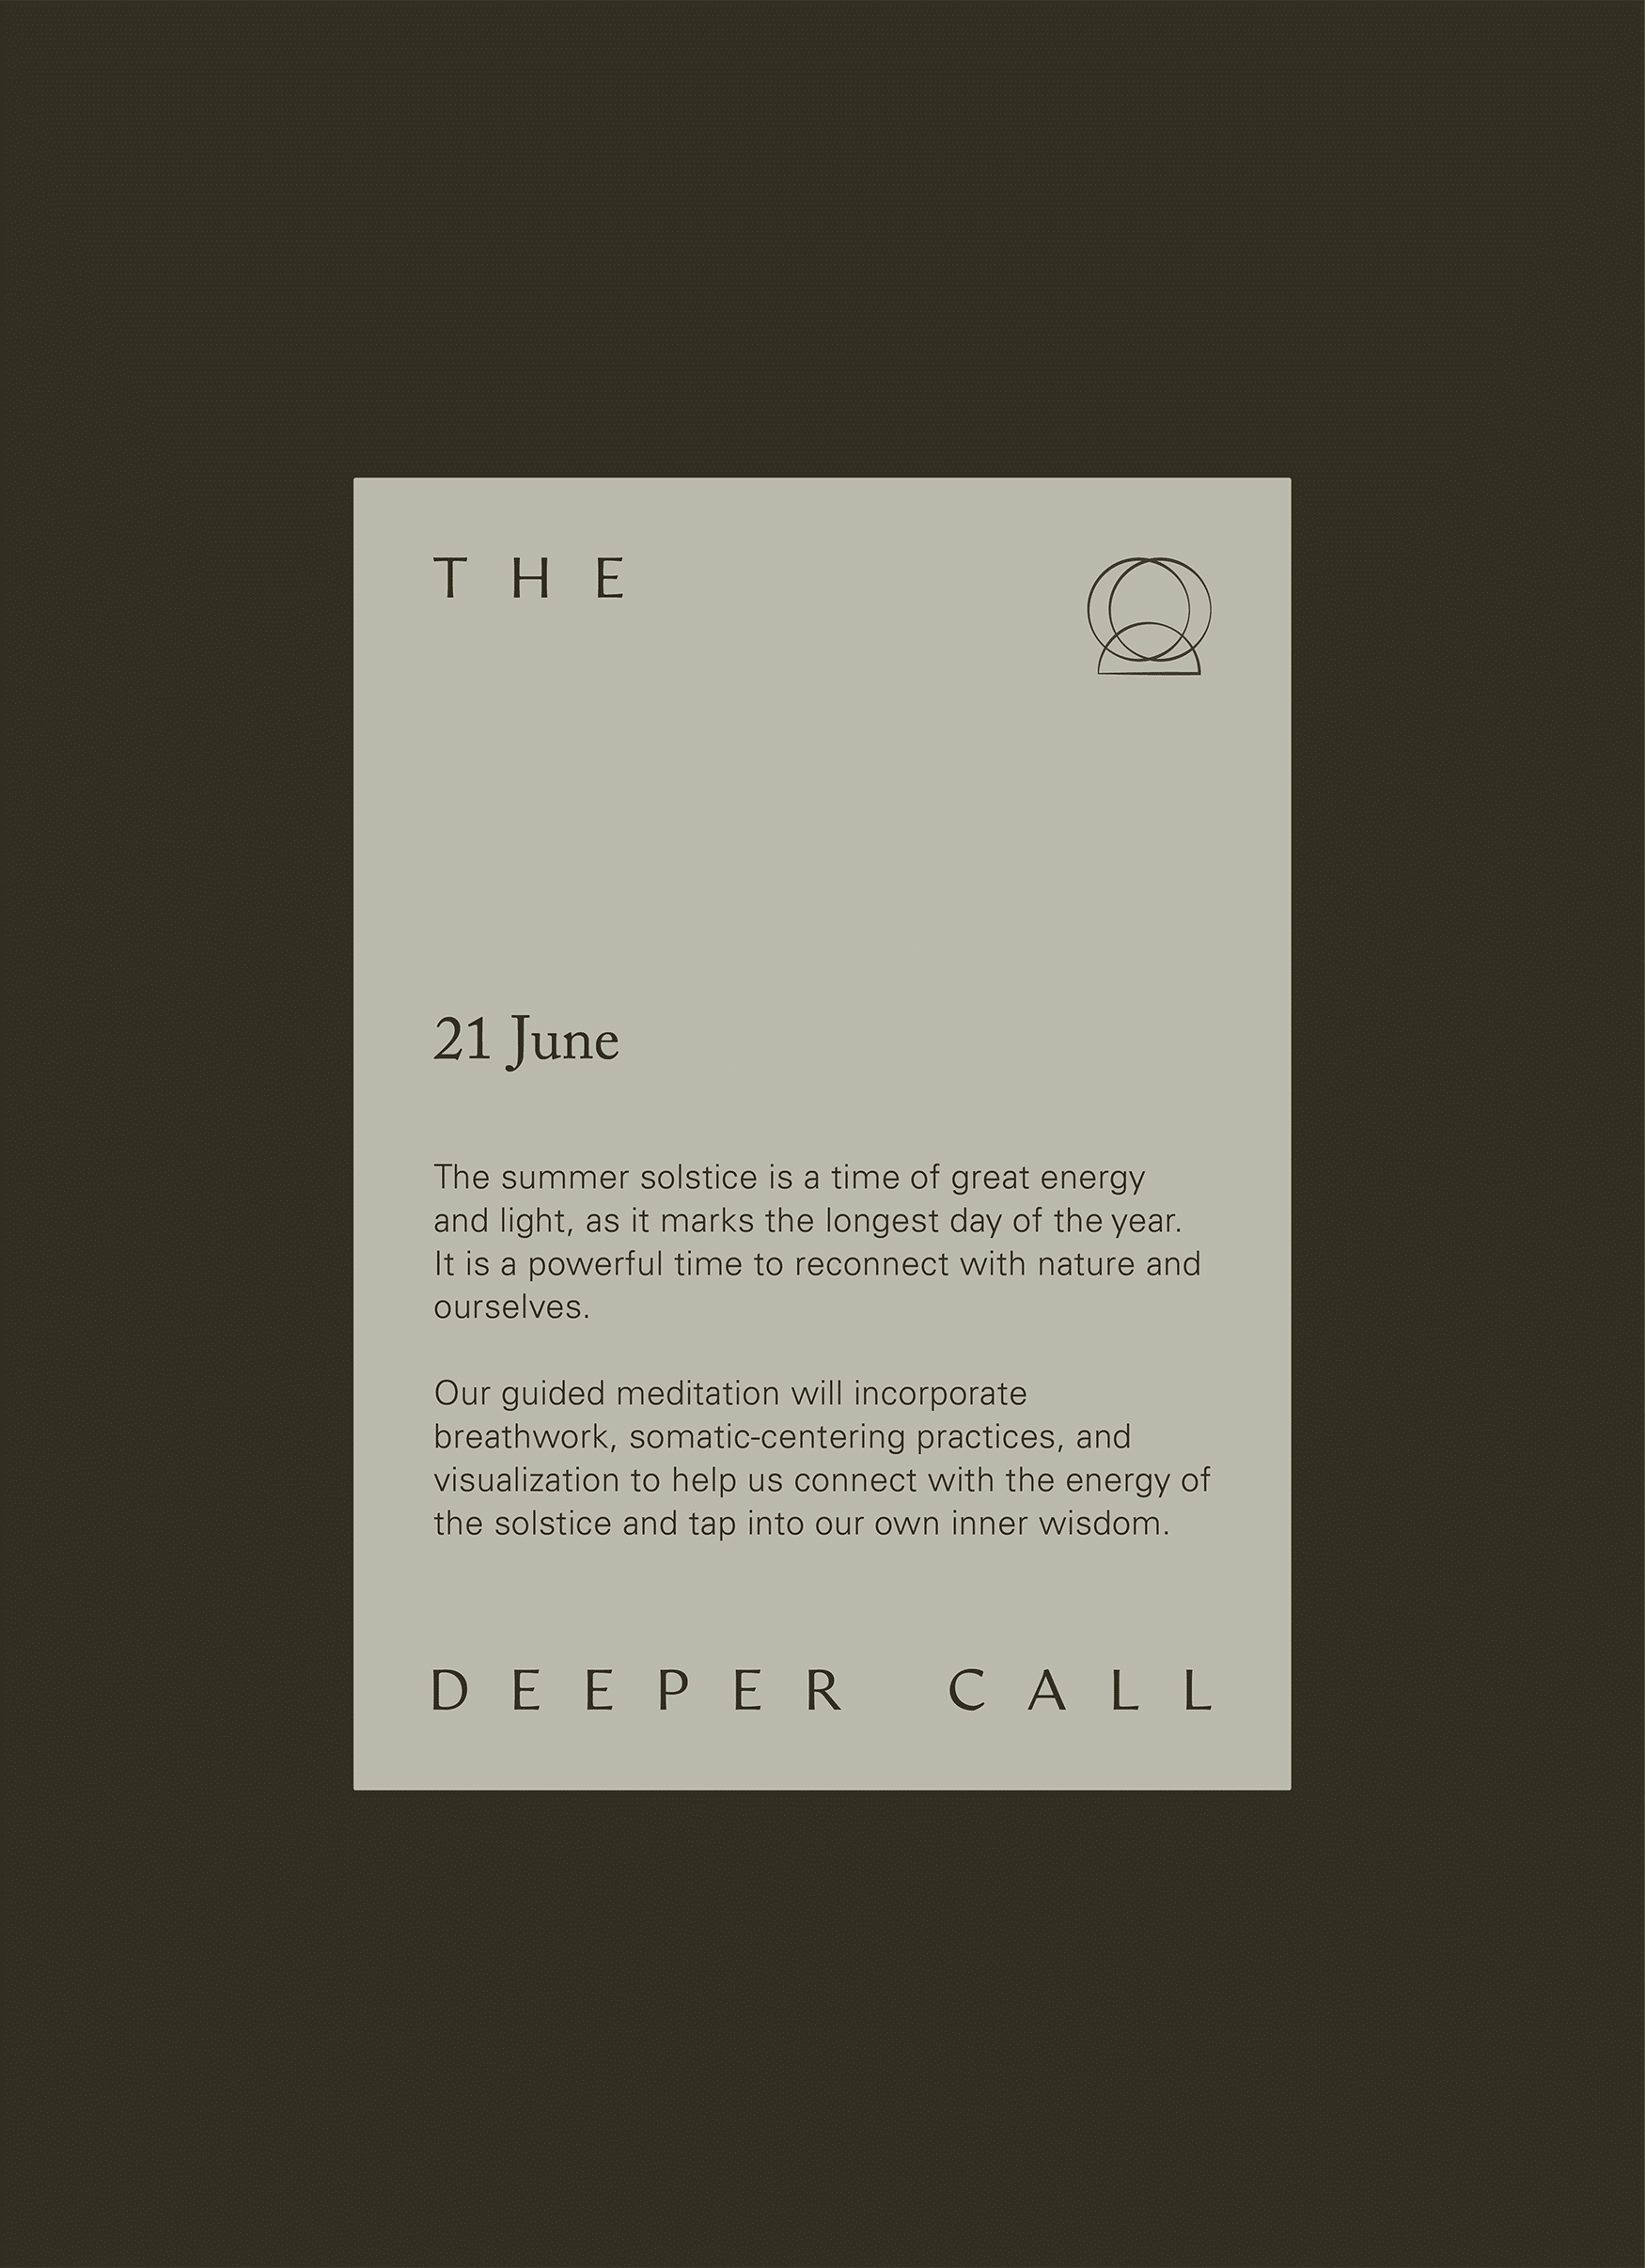 THE
21 June
The summer solstice is a time of great energy
and light, as it marks the longest day of the year.
It is a powerful time to reconnect with nature and
ourselves.
Our guided meditation will incorporate
breathwork, somatic-centering practices, and
visualization to help us connect with the energy of
the solstice and tap into our own inner wisdom.
DEEPER CALL